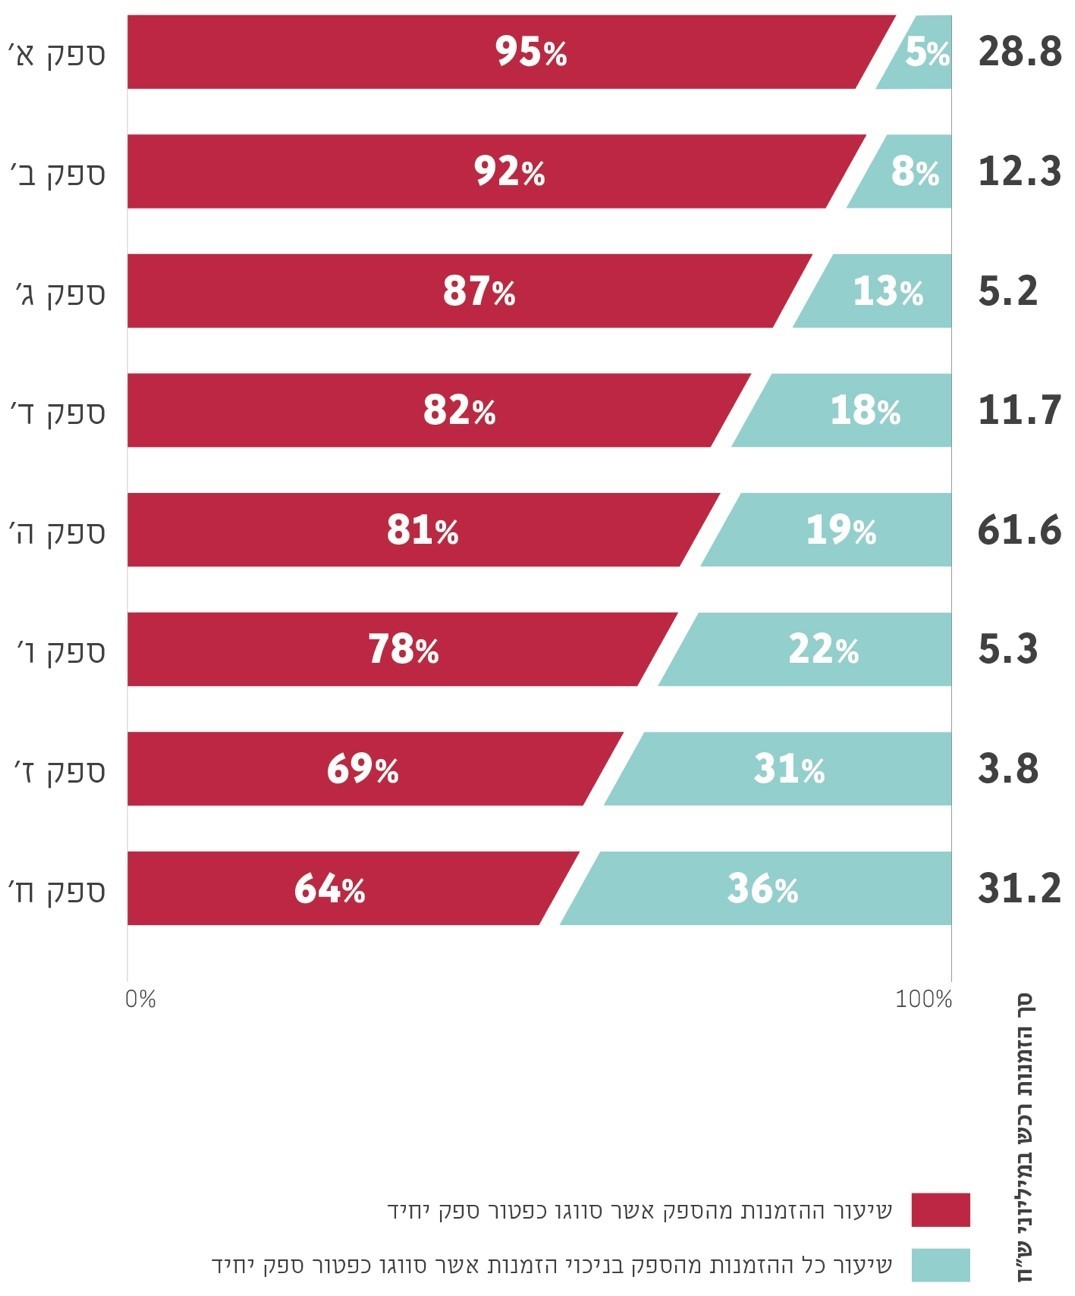 ספק א' 95% 5% 28.8
ספק ב' 92% 8% 12.3
ספק ג' 87% 13% 5.2
ספק ד' 82% 18% 11.7
ספק ה' 81% 19% 61.6
ספק ו' 78% 22% 5.3
ספק ז' 69% 31% 3.8
ספק ח' 64% 36% 31.2
0% 100%
סך הזמנות רכש במיליוני ש״ח
שיעור ההזמנות מהספק אשר סווגו כפטור ספק יחיד
שיעור כל ההזמנות מהספק בניכוי הזמנות אשר סווגו כפטור ספק יחיד